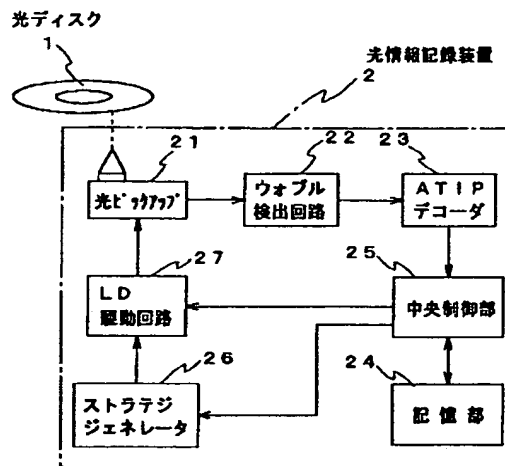 光ディスク
1
光情報記録装置
2
21
22
23
光ピックアップ
ウォブル
検出回路
ATIP
デコーダ
27
25
LD
駆動回路
中央制御部
26
24
ストラテジ
ジェネレータ
記憶部